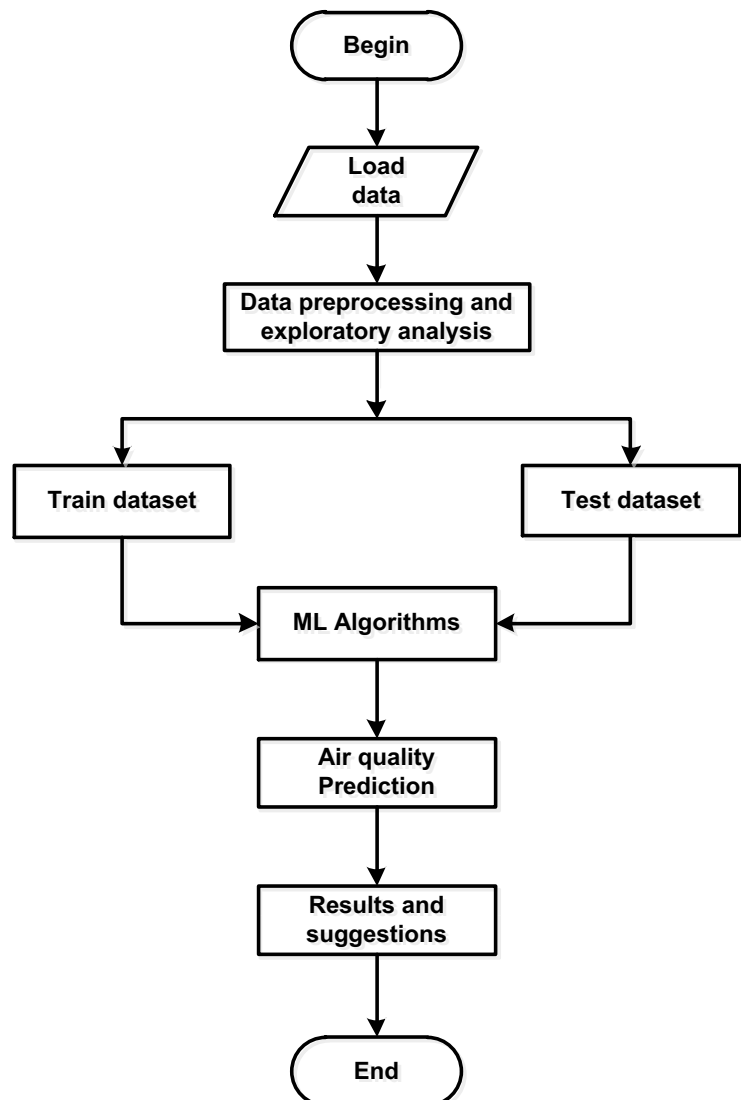 Begin
Load
data
Data preprocessing and
exploratory analysis
Train dataset
Test dataset
ML Algorithms
Air quality
Prediction
Results and
suggestions
End